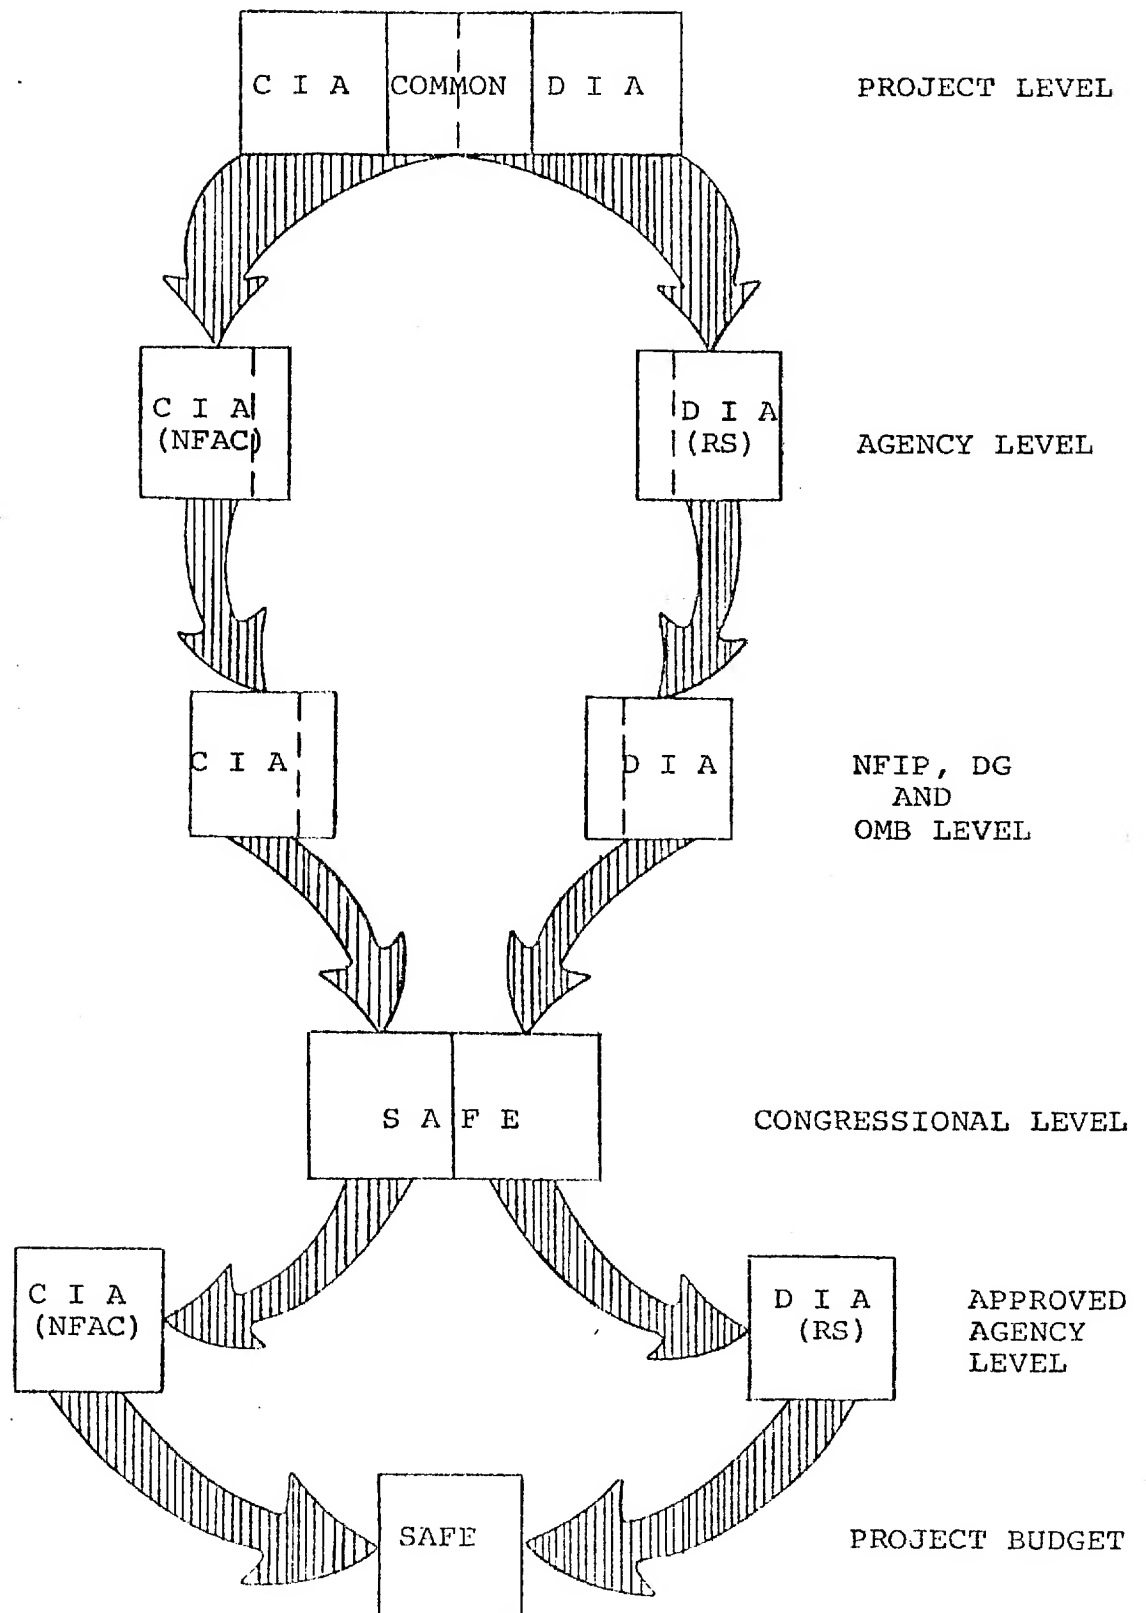 C I A COMMON D I A PROJECT LEVEL
C I A
(NFAC)
D I A
(RS)
AGENCY LEVEL
C I A
D I A
NFIP, DG
AND
OMB LEVEL
S A F E
CONGRESSIONAL LEVEL
C I A
(NFAC)
D I A
(RS)
APPROVED
AGENCY
LEVEL
SAFE
PROJECT BUDGET